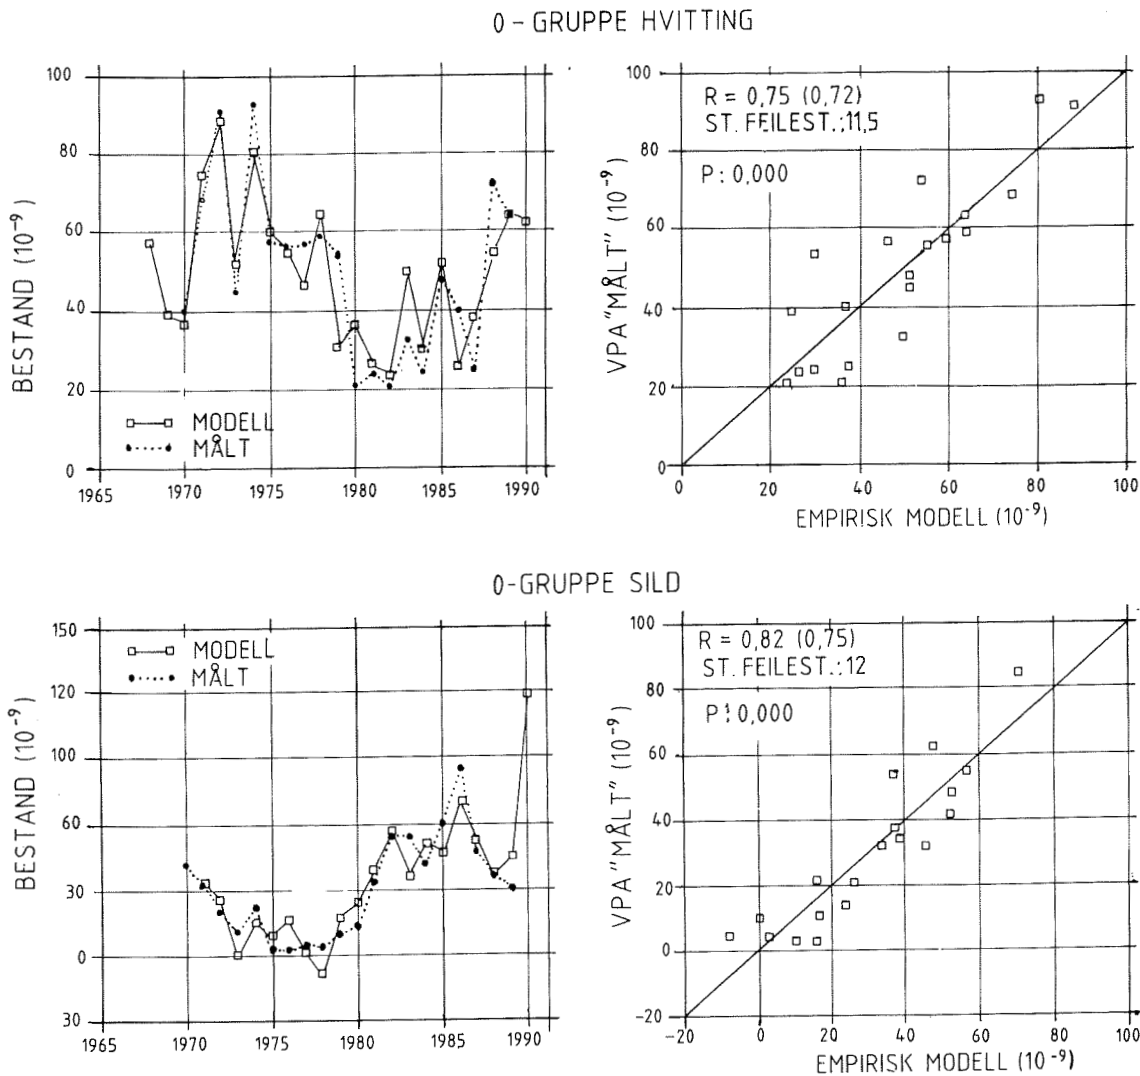 0 - GRUPPE HVITTING
BESTAND (10⁻⁹)
100
80
60
40
20
0
MODELL
MÅLT
1965 1970 1975 1980 1985 1990
VPA "MÅLT" (10⁻⁹)
100
80
60
40
20
0
R = 0,75 (0,72)
ST. FEILEST.:11,5
P: 0,000
0 20 40 60 80 100
EMPIRISK MODELL (10⁻⁹)
0-GRUPPE SILD
BESTAND (10⁻⁹)
150
120
100
60
30
0
30
MODELL
MÅLT
1965 1970 1975 1980 1985 1990
VPA "MÅLT" (10⁻⁹)
100
80
60
40
20
0
-20
R = 0,82 (0,75)
ST. FEILEST.:12
P: 0,000
-20 0 20 40 60 80 100
EMPIRISK MODELL (10⁻⁹)